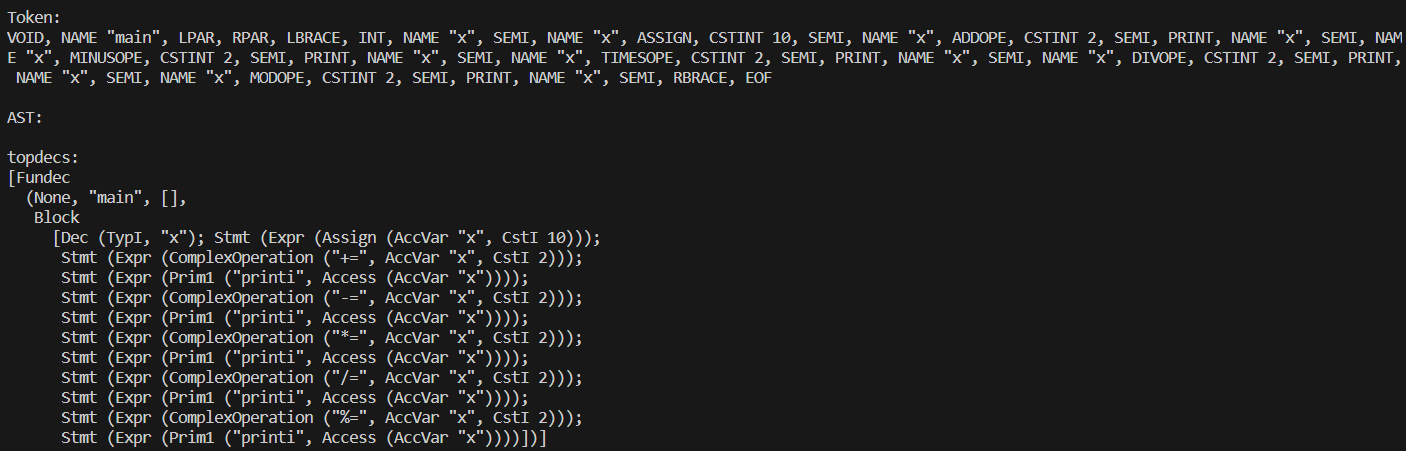 Token:
VOID, NAME "main", LPAR, RPAR, LBRACE, INT, NAME "x", SEMI, NAME "x", ASSIGN, CSTINT 10, SEMI, NAME "x", ADDOPE, CSTINT 2, SEMI, PRINT, NAME "x", SEMI, NAM
E "x", MINUSOPE, CSTINT 2, SEMI, PRINT, NAME "x", SEMI, NAME "x", TIMESOPE, CSTINT 2, SEMI, PRINT, NAME "x", SEMI, NAME "x", DIVOPE, CSTINT 2, SEMI, PRINT,
 NAME "x", SEMI, NAME "x", MODOPE, CSTINT 2, SEMI, PRINT, NAME "x", SEMI, RBRACE, EOF

AST:

topdecs:
[Fundec
  (None, "main", [],
   Block
     [Dec (TypI, "x"); Stmt (Expr (Assign (AccVar "x", CstI 10)));
      Stmt (Expr (ComplexOperation ("+=", AccVar "x", CstI 2)));
      Stmt (Expr (Prim1 ("printi", Access (AccVar "x"))));
      Stmt (Expr (ComplexOperation ("-=", AccVar "x", CstI 2)));
      Stmt (Expr (Prim1 ("printi", Access (AccVar "x"))));
      Stmt (Expr (ComplexOperation ("*=", AccVar "x", CstI 2)));
      Stmt (Expr (Prim1 ("printi", Access (AccVar "x"))));
      Stmt (Expr (ComplexOperation ("/=", AccVar "x", CstI 2)));
      Stmt (Expr (Prim1 ("printi", Access (AccVar "x"))));
      Stmt (Expr (ComplexOperation ("%=", AccVar "x", CstI 2)));
      Stmt (Expr (Prim1 ("printi", Access (AccVar "x"))))])]